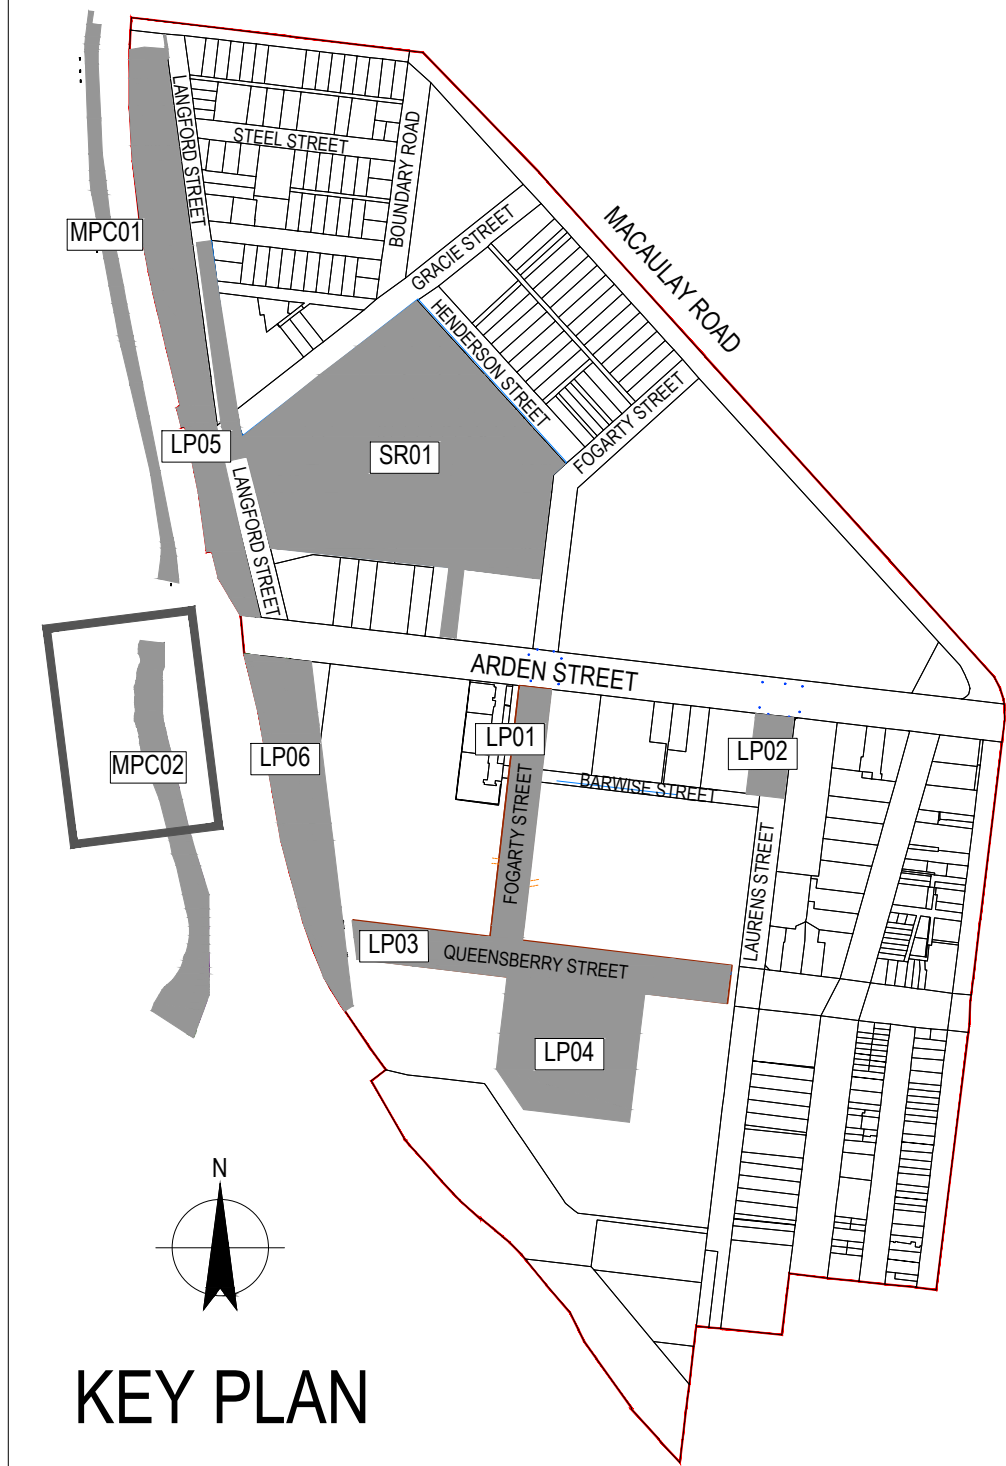 LANGFORD STREET
STEEL STREET
BOUNDARY ROAD
MPC01
GRACIE STREET
MACAULAY ROAD
HENDERSON STREET
FOGARTY STREET
LP05
SR01
LANGFORD STREET
ARDEN STREET
LP01
LP02
LP06
MPC02
BARWISE STREET
FOGARTY STREET
LAURENS STREET
LP03
QUEENSBERRY STREET
LP04
N
KEY PLAN